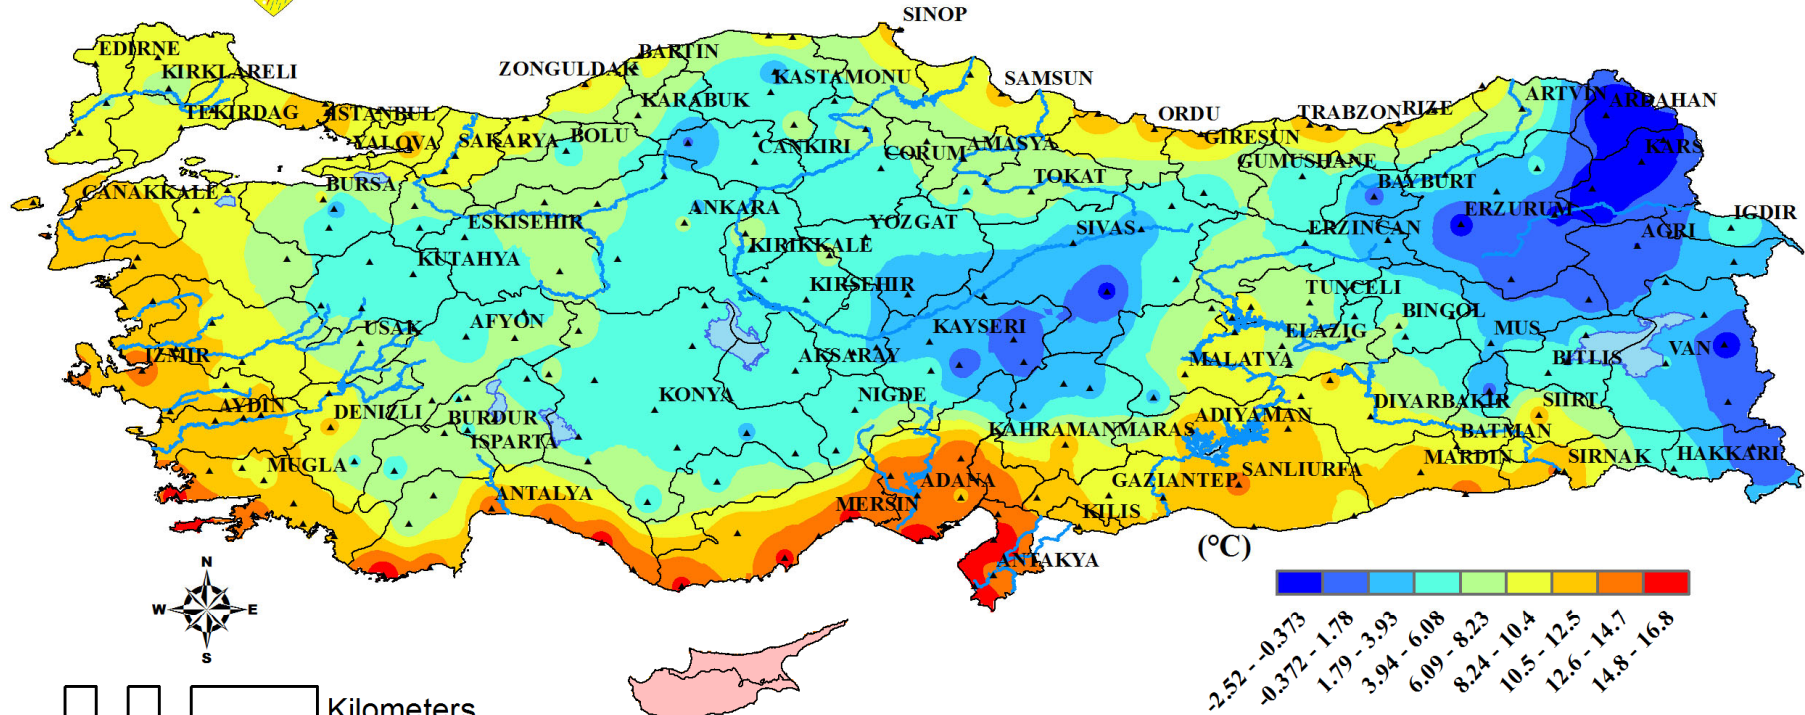 SINOP
EDIRNE
BARTIN
KIRKLARELI
ZONGULDAK
KASTAMONU
SAMSUN
TEKIRDAG
ISTANBUL
KARABUK
ORDU
TRABZON
RIZE
ARTVIN
ARDAHAN
YALOVA
SAKARYA
BOLU
CANKIRI
CORUM
AMASYA
GIRESUN
GUMUSHANE
KARS
CANAKKALE
BURSA
TOKAT
BAYBURT
ESKISEHIR
ANKARA
YOZGAT
SIVAS
ERZINCAN
ERZURUM
IGDIR
AGRI
KUTAHYA
KIRIKKALE
KIRSEHIR
TUNCELI
BINGOL
USAK
AFYON
KAYSERI
ELAZIG
MUS
IZMIR
AKSARAY
MALATYA
BITLIS
VAN
AYDIN
DENIZLI
BURDUR
KONYA
NIGDE
DIYARBAKIR
SIIRT
ISPARTA
KAHRAMANMARAS
ADIYAMAN
BATMAN
MUGLA
ANTALYA
MERSIN
ADANA
GAZIANTEP
SANLIURFA
MARDIN
SIRNAK
HAKKARI
KILIS
ANTAKYA
(°C)
N
W
E
S
-2.52 - -0.373
-0.372 - 1.78
1.79 - 3.93
3.94 - 6.08
6.09 - 8.23
8.24 - 10.4
10.5 - 12.5
12.6 - 14.7
14.8 - 16.8
Kilometers